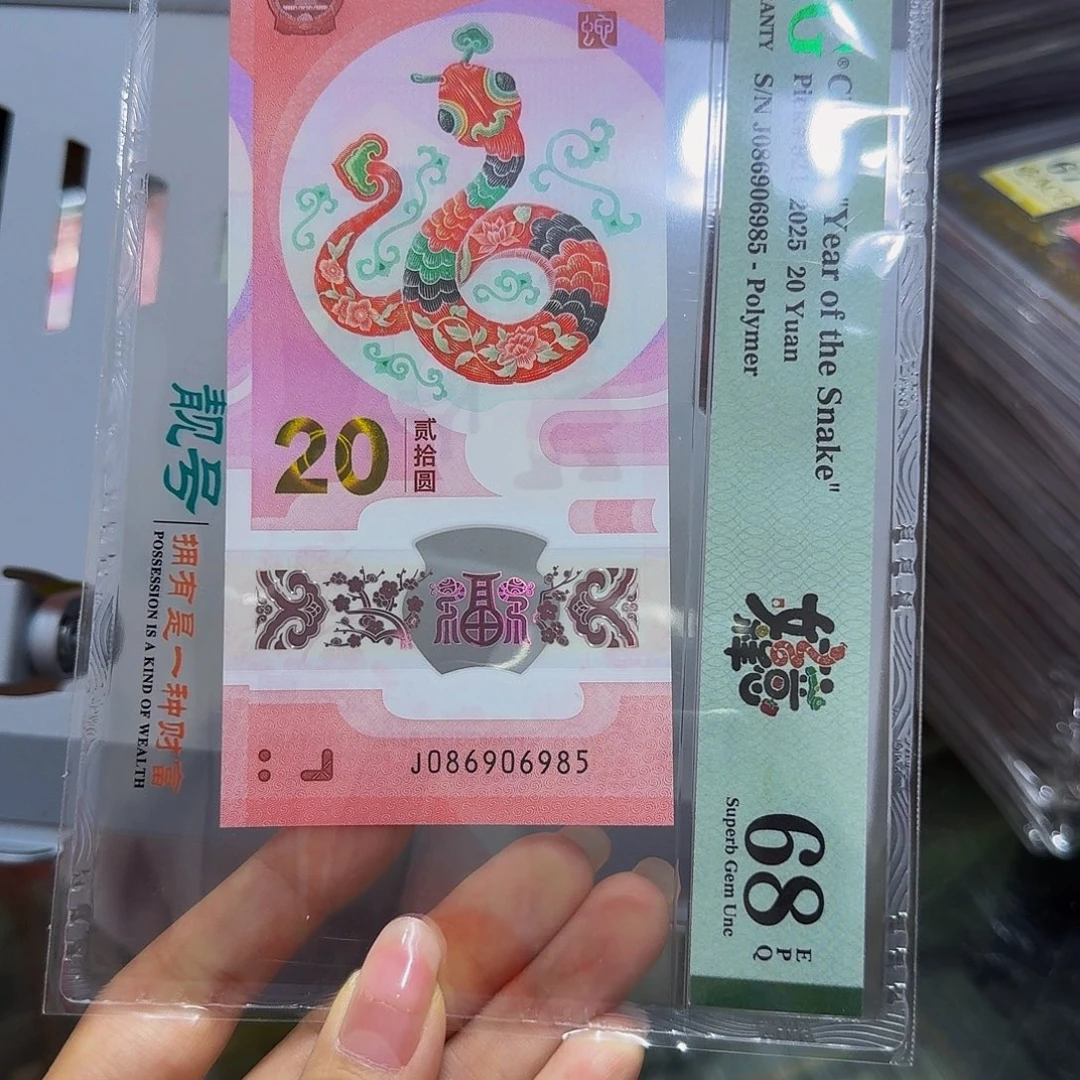 20
贰拾圆
福
J086906985
靓号
拥有是一种财富
POSSESSION IS A KIND OF WEALTH
"Year of the Snake"
2025 20 Yuan
S/N J086906985 - Polymer
68
EPQ
Superb Gem Unc